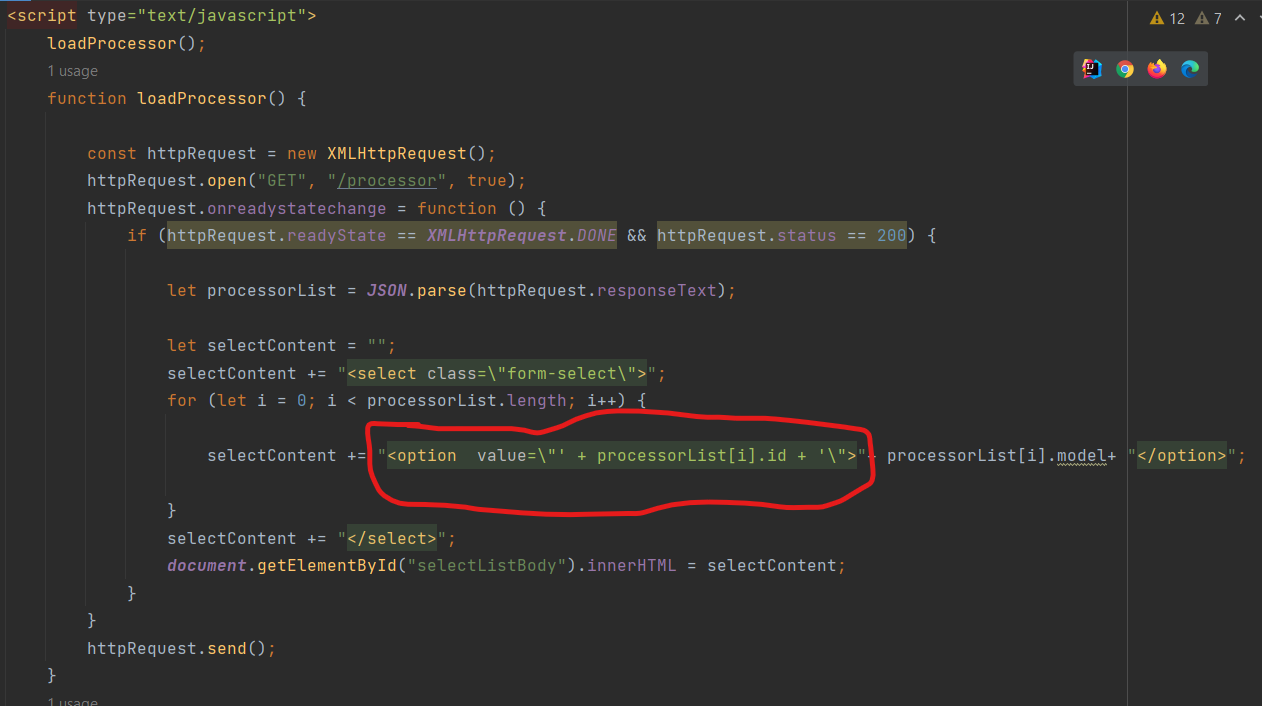 <script type="text/javascript">
12 7
loadProcessor();
1 usage
function loadProcessor() {
const httpRequest = new XMLHttpRequest();
httpRequest.open("GET", "/processor", true);
httpRequest.onreadystatechange = function () {
if (httpRequest.readyState == XMLHttpRequest.DONE && httpRequest.status == 200) {
let processorList = JSON.parse(httpRequest.responseText);
let selectContent = "";
selectContent += "<select class=\"form-select\">";
for (let i = 0; i < processorList.length; i++) {
selectContent += "<option  value=\"' + processorList[i].id + '\">"+ processorList[i].model+ "</option>";
}
selectContent += "</select>";
document.getElementById("selectListBody").innerHTML = selectContent;
}
}
httpRequest.send();
}
1 usage